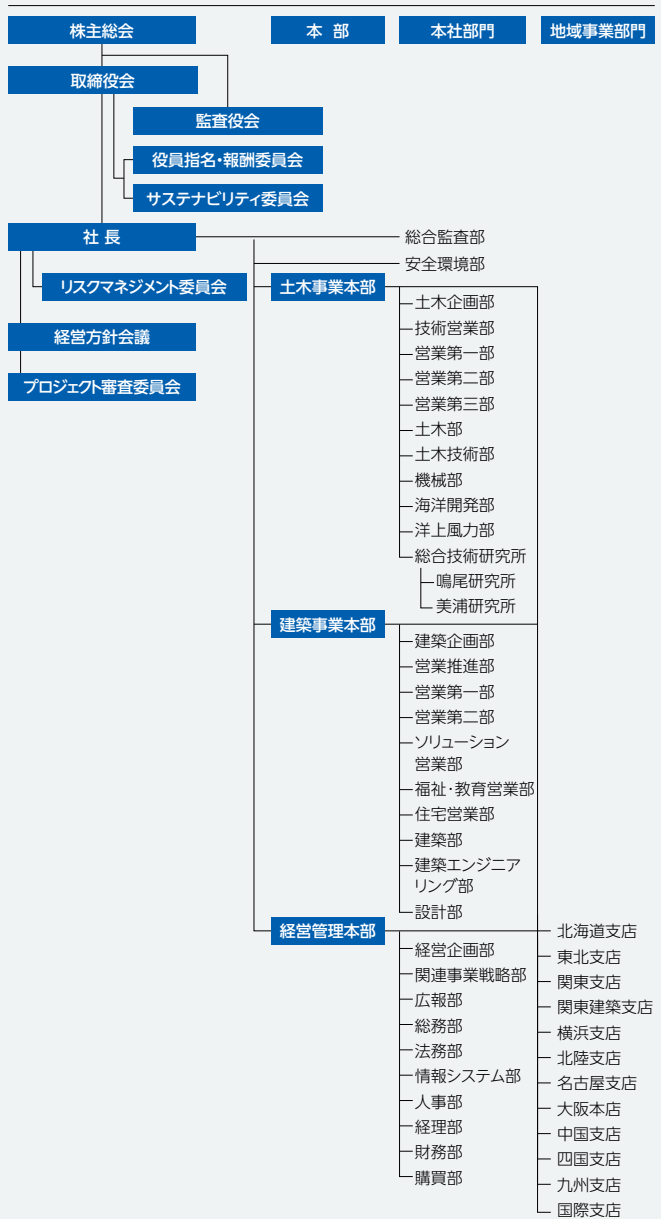 株主総会
本 部
本社部門
地域事業部門
取締役会
監査役会
役員指名・報酬委員会
サステナビリティ委員会
社 長
総合監査部
安全環境部
リスクマネジメント委員会
経営方針会議
プロジェクト審査委員会
土木事業本部
土木企画部
技術営業部
営業第一部
営業第二部
営業第三部
土木部
土木技術部
機械部
海洋開発部
洋上風力部
総合技術研究所
鳴尾研究所
美浦研究所
建築事業本部
建築企画部
営業推進部
営業第一部
営業第二部
ソリューション
営業部
福祉・教育営業部
住宅営業部
建築部
建築エンジニア
リング部
設計部
経営管理本部
経営企画部
関連事業戦略部
広報部
総務部
法務部
情報システム部
人事部
経理部
財務部
購買部
北海道支店
東北支店
関東支店
関東建築支店
横浜支店
北陸支店
名古屋支店
大阪本店
中国支店
四国支店
九州支店
国際支店